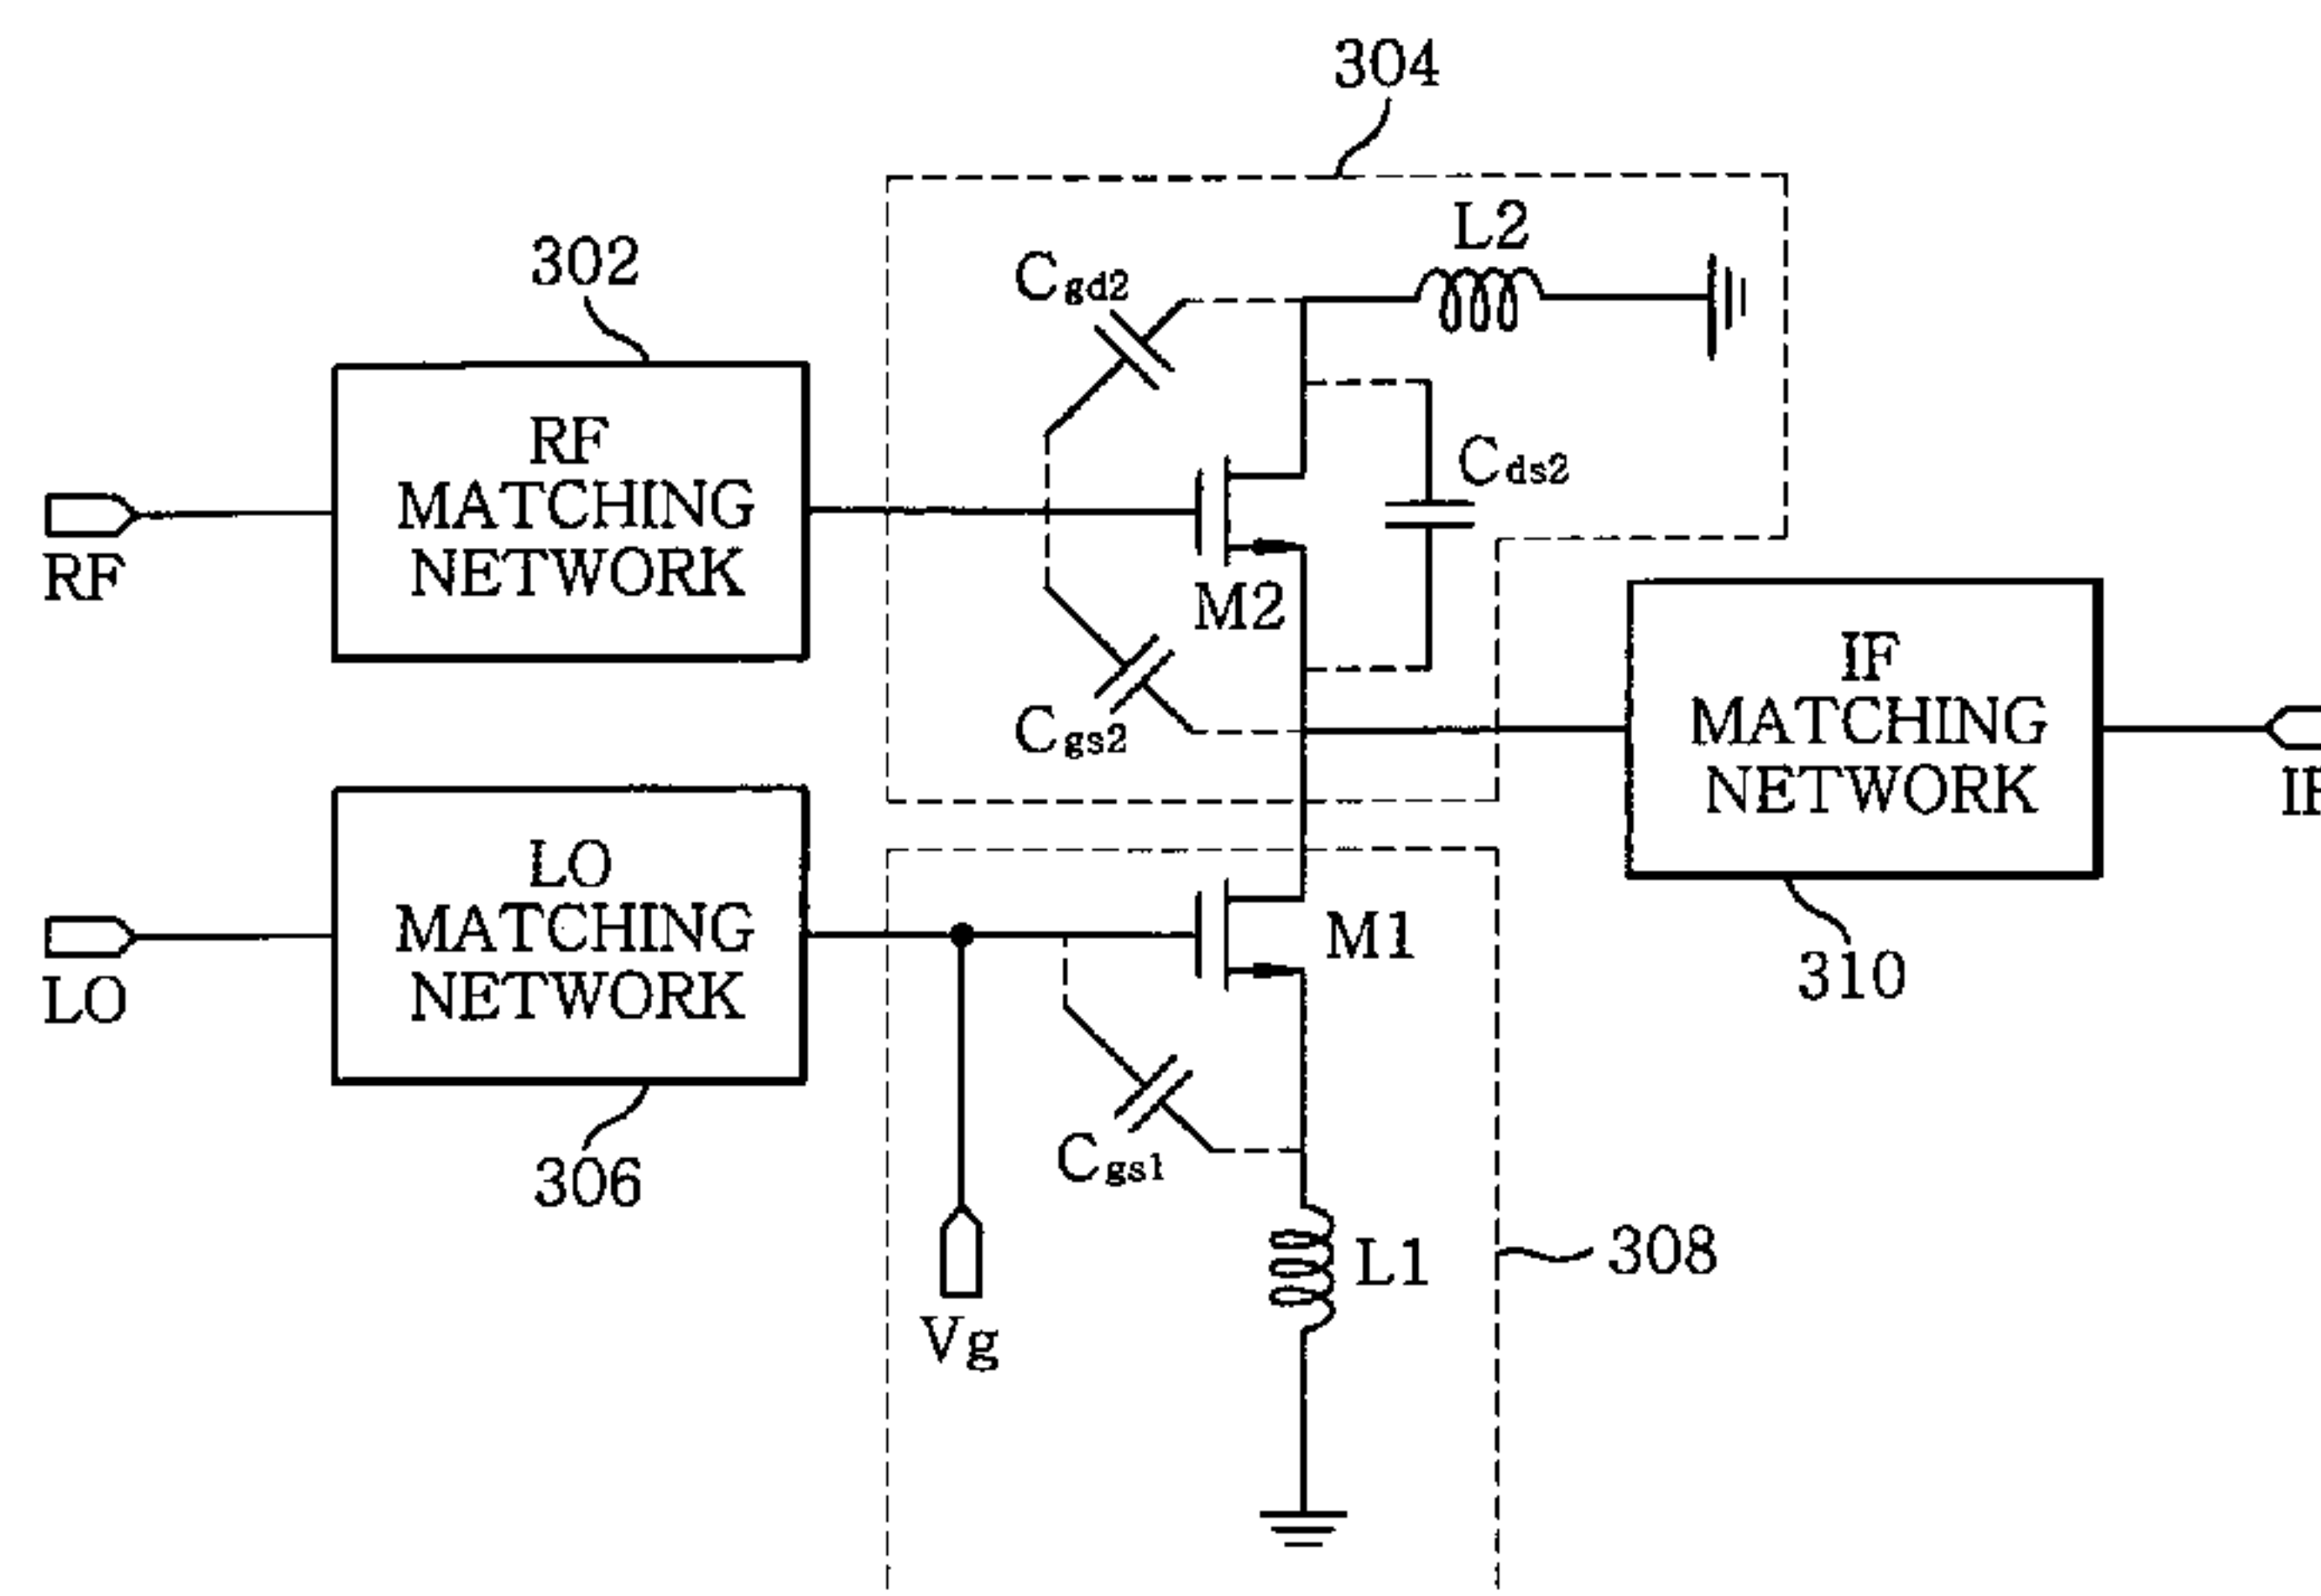 304
302
L2
Cgd2
RF
MATCHING
NETWORK
Cds2
RF
M2
Cgs2
IF
MATCHING
NETWORK
LO
MATCHING
NETWORK
LO
M1
310
306
Cgs1
308
L1
Vg